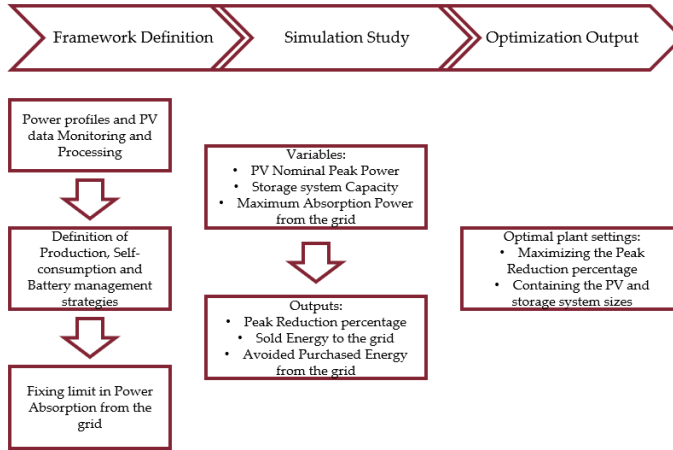 Framework Definition
Simulation Study
Optimization Output
Power profiles and PV
data Monitoring and
Processing
Definition of
Production, Self-
consumption and
Battery management
strategies
Fixing limit in Power
Absorption from the
grid
Variables:
• PV Nominal Peak Power
• Storage system Capacity
• Maximum Absorption Power
from the grid
Outputs:
• Peak Reduction percentage
• Sold Energy to the grid
• Avoided Purchased Energy
from the grid
Optimal plant settings:
• Maximizing the Peak
Reduction percentage
• Containing the PV and
storage system sizes